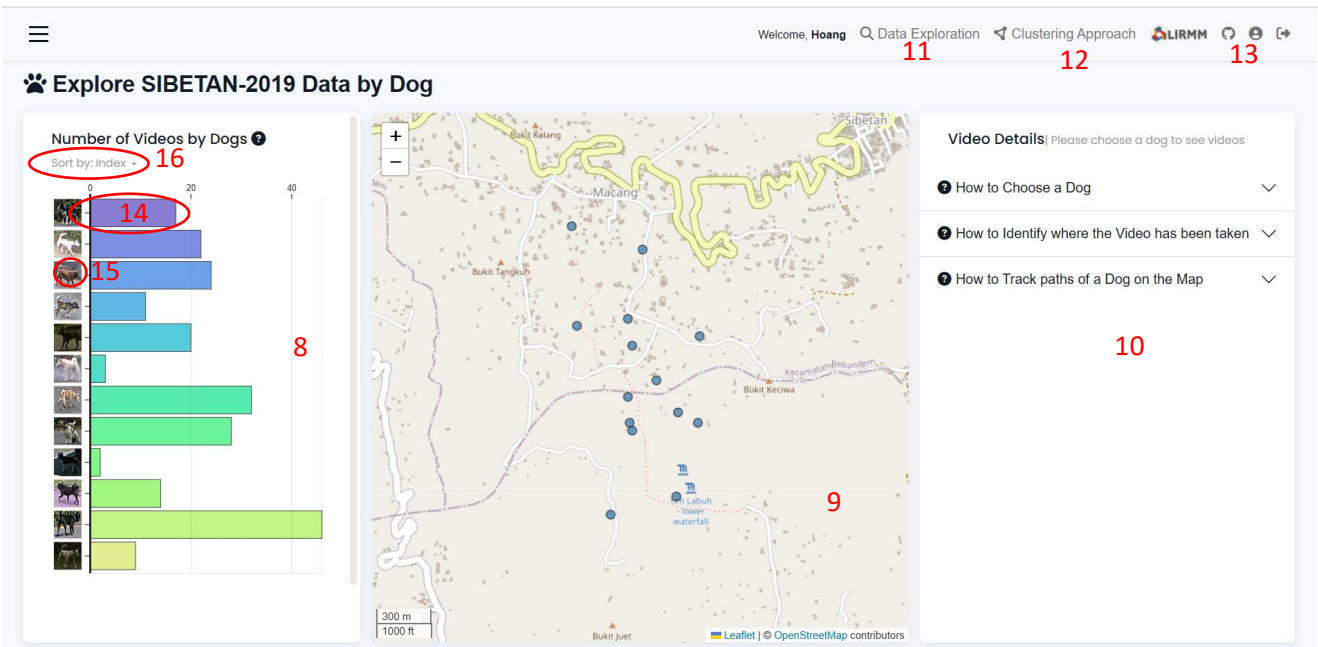 Welcome, Hoang Data Exploration Clustering Approach LIRMM
11
12
13
Explore SIBETAN-2019 Data by Dog
Number of Videos by Dogs
Sort by: Index
16
0 20 40
14
15
8
Sibetan
Bukit Kalang
+
−
Macang
Bukit Tangkuh
Kecamatan Bebandem
Bukit Keciwa
Yeh Labuh
- lower
waterfall
9
300 m
1000 ft
Bukit Juet
Leaflet | © OpenStreetMap contributors
Video Details| Please choose a dog to see videos
How to Choose a Dog
How to Identify where the Video has been taken
How to Track paths of a Dog on the Map
10